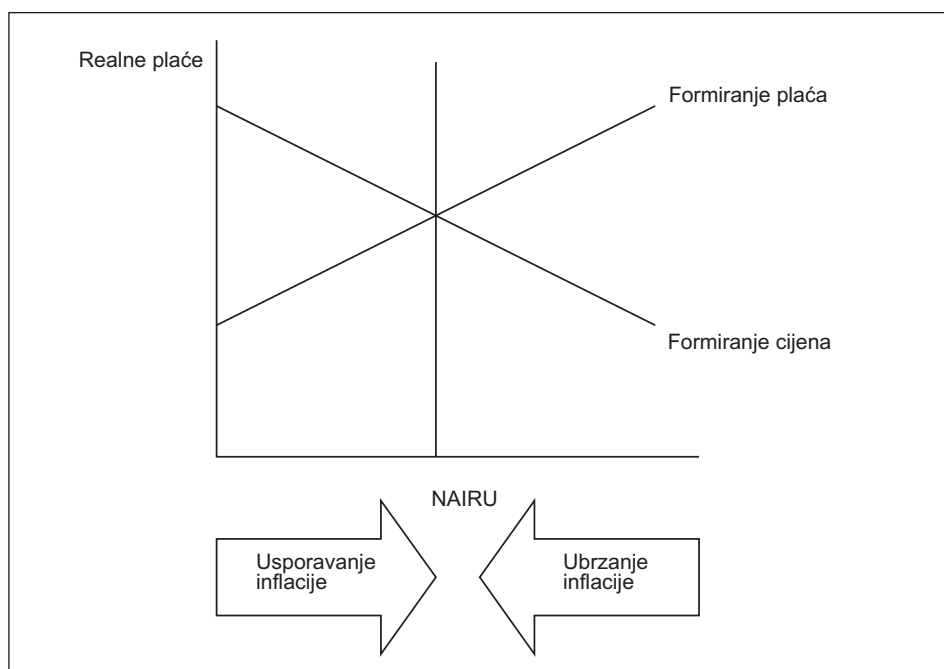 Realne plaće
Formiranje plaća
Formiranje cijena
NAIRU
Usporavanje
inflacije
Ubrzanje
inflacije